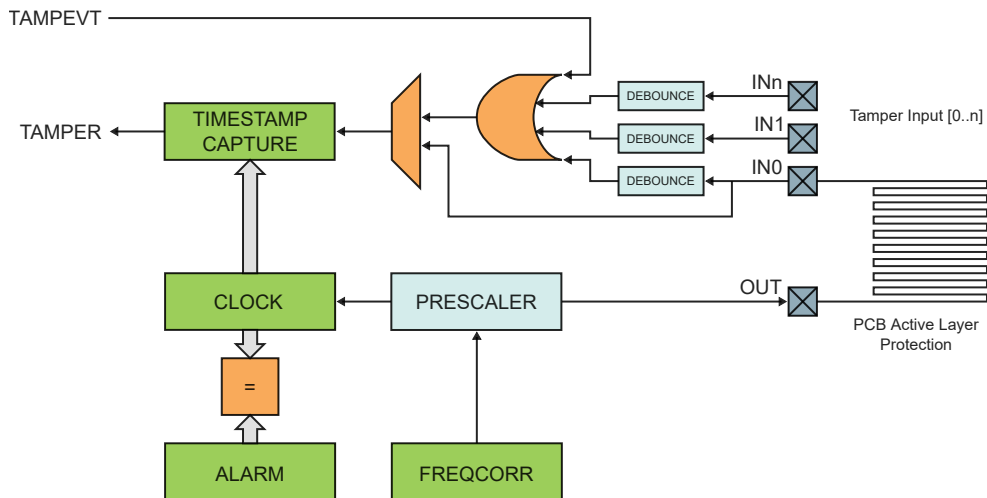 TAMPEVT
INn
DEBOUNCE
Tamper Input [0..n]
TIMESTAMP
CAPTURE
TAMPER
IN1
DEBOUNCE
IN0
DEBOUNCE
CLOCK
PRESCALER
OUT
PCB Active Layer
Protection
=
ALARM
FREQCORR